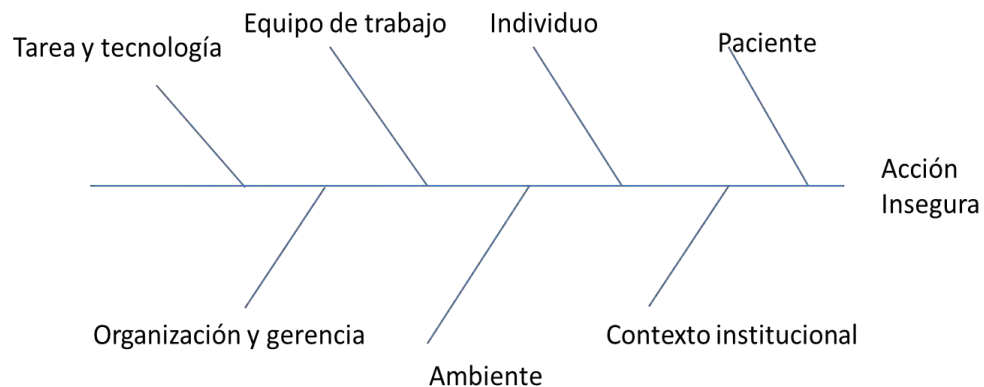 Tarea y tecnología
Equipo de trabajo
Individuo
Paciente
Acción
Insegura
Organización y gerencia
Ambiente
Contexto institucional